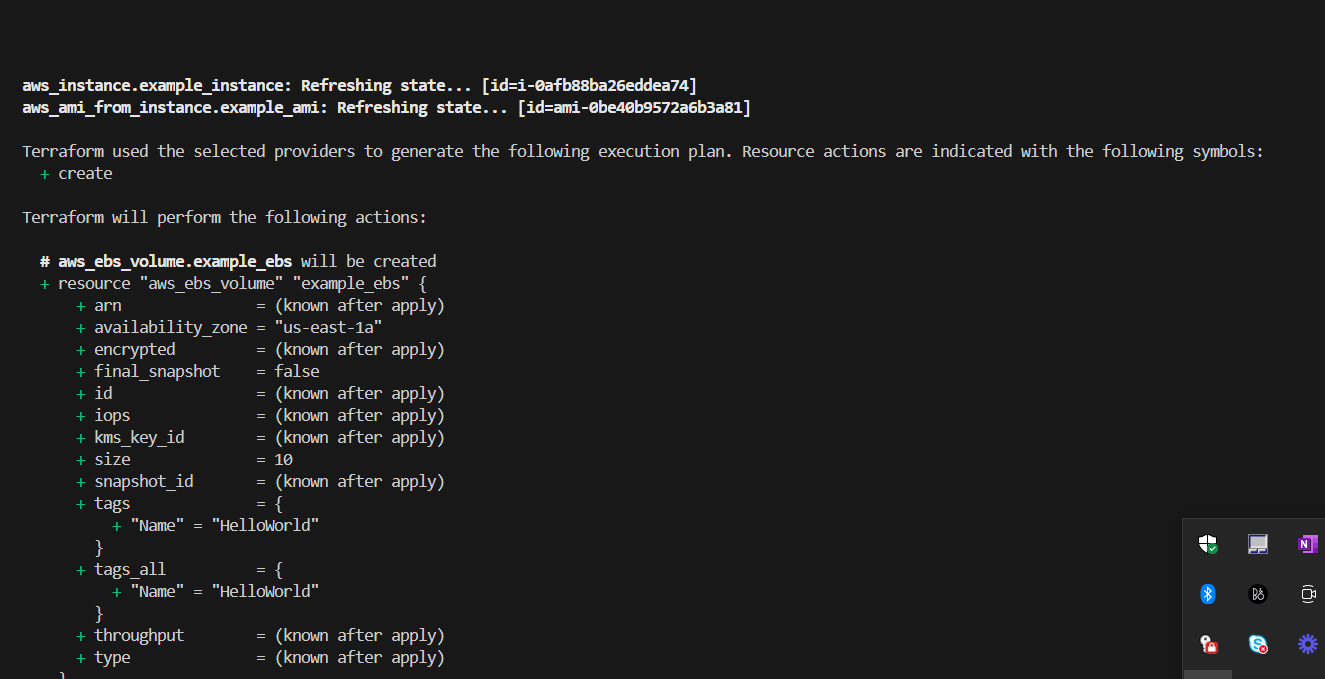 aws_instance.example_instance: Refreshing state... [id=i-0afb88ba26eddea74]
aws_ami_from_instance.example_ami: Refreshing state... [id=ami-0be40b9572a6b3a81]
Terraform used the selected providers to generate the following execution plan. Resource actions are indicated with the following symbols:
+ create
Terraform will perform the following actions:
# aws_ebs_volume.example_ebs will be created
+ resource "aws_ebs_volume" "example_ebs" {
+ arn = (known after apply)
+ availability_zone = "us-east-1a"
+ encrypted = (known after apply)
+ final_snapshot = false
+ id = (known after apply)
+ iops = (known after apply)
+ kms_key_id = (known after apply)
+ size = 10
+ snapshot_id = (known after apply)
+ tags = {
+ "Name" = "HelloWorld"
}
+ tags_all = {
+ "Name" = "HelloWorld"
}
+ throughput = (known after apply)
+ type = (known after apply)
}